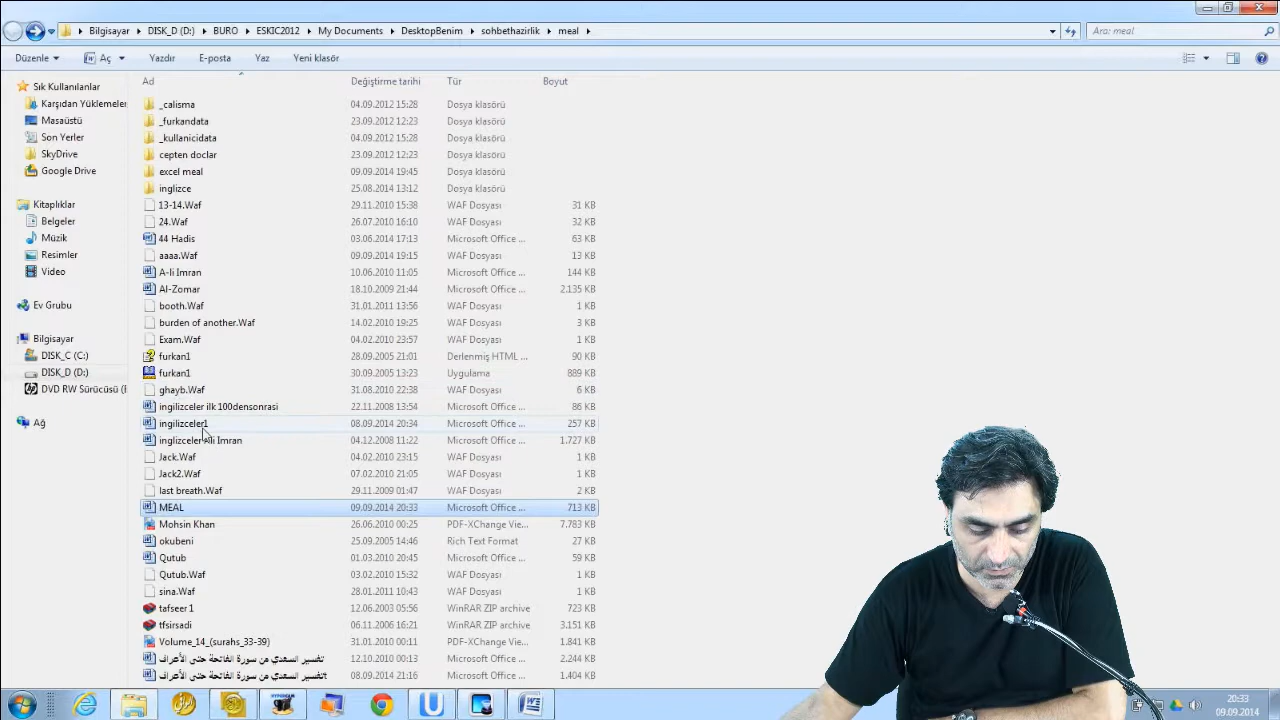 Bilgisayar ▸ DISK_D (D:) ▸ BURO ▸ ESKIC2012 ▸ My Documents ▸ DesktopBenim ▸ sohbethazirlik ▸ meal ▸ Ara: meal
Düzenle Aç Yazdır E-posta Yaz Yeni klasör
Ad Değiştirme tarihi Tür Boyut
Sık Kullanılanlar
Karşıdan Yüklemeler
Masaüstü
Son Yerler
SkyDrive
Google Drive
Kitaplıklar
Belgeler
Müzik
Resimler
Video
Ev Grubu
Bilgisayar
DISK_C (C:)
DISK_D (D:)
DVD RW Sürücüsü (
Ağ
_calisma 04.09.2012 15:28 Dosya klasörü
_furkandata 23.09.2012 12:23 Dosya klasörü
_kullanicidata 04.09.2012 15:28 Dosya klasörü
cepten doclar 23.09.2012 12:23 Dosya klasörü
excel meal 09.09.2014 19:45 Dosya klasörü
inglizce 25.08.2014 13:12 Dosya klasörü
13-14.Waf 29.11.2010 15:38 WAF Dosyası 31 KB
24.Waf 26.07.2010 16:10 WAF Dosyası 32 KB
44 Hadis 03.06.2014 17:13 Microsoft Office ... 63 KB
aaaa.Waf 09.09.2014 19:15 WAF Dosyası 13 KB
A-li Imran 10.06.2010 11:05 Microsoft Office ... 144 KB
Al-Zomar 18.10.2009 21:44 Microsoft Office ... 2.135 KB
booth.Waf 31.01.2011 13:56 WAF Dosyası 1 KB
burden of another.Waf 14.02.2010 19:25 WAF Dosyası 3 KB
Exam.Waf 04.02.2010 23:57 WAF Dosyası 1 KB
furkan1 28.09.2005 21:01 Derlenmiş HTML ... 90 KB
furkan1 30.09.2005 13:23 Uygulama 889 KB
ghayb.Waf 31.08.2010 22:38 WAF Dosyası 6 KB
ingilizceler ilk 100densonrasi 22.11.2008 13:54 Microsoft Office ... 86 KB
ingilizceler1 08.09.2014 20:34 Microsoft Office ... 257 KB
Imran 04.12.2008 11:22 Microsoft Office ... 1.727 KB
Jack.Waf 04.02.2010 23:15 WAF Dosyası 1 KB
Jack2.Waf 07.02.2010 21:05 WAF Dosyası 1 KB
last breath.Waf 29.11.2009 01:47 WAF Dosyası 2 KB
MEAL 09.09.2014 20:33 Microsoft Office ... 713 KB
Mohsin Khan 26.06.2010 00:25 PDF-XChange Vie... 7.783 KB
okubeni 25.09.2005 14:46 Rich Text Format 27 KB
Qutub 01.03.2010 20:45 Microsoft Office ... 59 KB
Qutub.Waf 03.02.2010 15:32 WAF Dosyası 1 KB
sina.Waf 28.01.2011 10:43 WAF Dosyası 1 KB
tafseer 1 12.06.2003 05:56 WinRAR ZIP archive 723 KB
tfsirsadi 06.11.2006 16:21 WinRAR ZIP archive 3.151 KB
Volume_14_(surahs_33-39) 31.01.2010 00:11 PDF-XChange Vie... 1.841 KB
تفسير السعدي من سورة الفاتحة حتى الأعراف 12.10.2010 00:13 Microsoft Office ... 2.244 KB
تفسير السعدي من سورة الفاتحة حتى الأعراف 08.09.2014 21:16 Microsoft Office ... 1.404 KB
20:33
09.09.2014